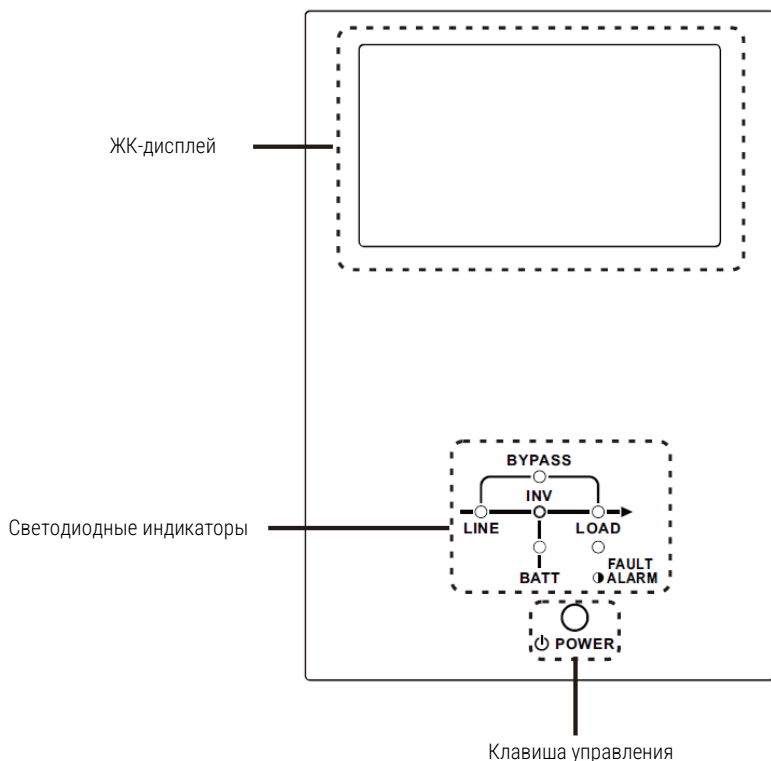 ЖК-дисплей
BYPASS
INV
LINE
LOAD
Светодиодные индикаторы
BATT
FAULT
ALARM
POWER
Клавиша управления